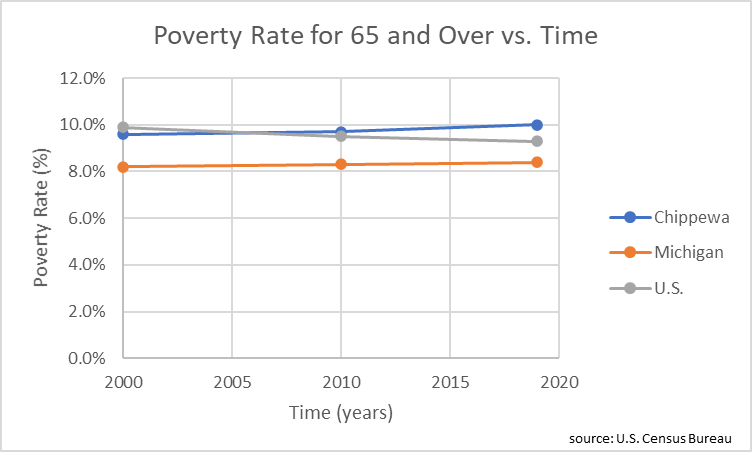 Poverty Rate for 65 and Over vs. Time
12.0%
10.0%
8.0%
6.0%
4.0%
2.0%
0.0%
Poverty Rate (%)
2000 2005 2010 2015 2020
Time (years)
Chippewa
Michigan
U.S.
source: U.S. Census Bureau